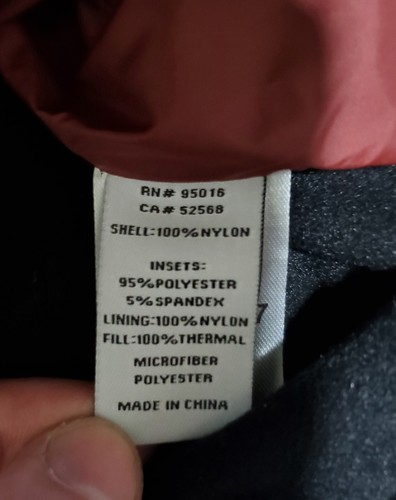 RN# 95016
CA# 52568
SHELL:100%NYLON
INSETS:
95%POLYESTER
5%SPANDEX
LINING:100%NYLON
FILL:100%THERMAL
MICROFIBER
POLYESTER
MADE IN CHINA